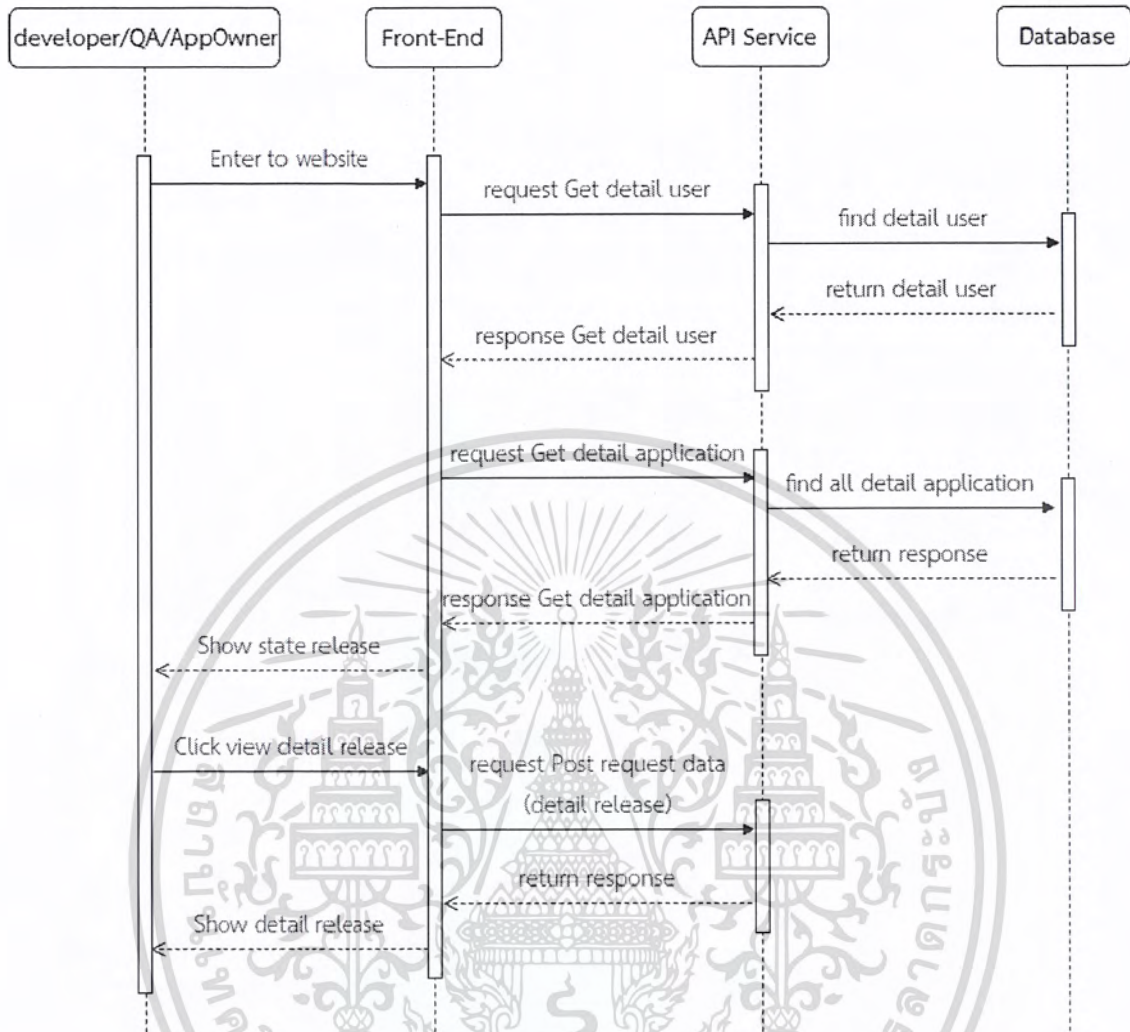 developer/QA/AppOwner
Front-End
API Service
Database
Enter to website
request Get detail user
find detail user
return detail user
response Get detail user
request Get detail application
find all detail application
return response
response Get detail application
Show state release
Click view detail release
request Post request data
(detail release)
return response
Show detail release